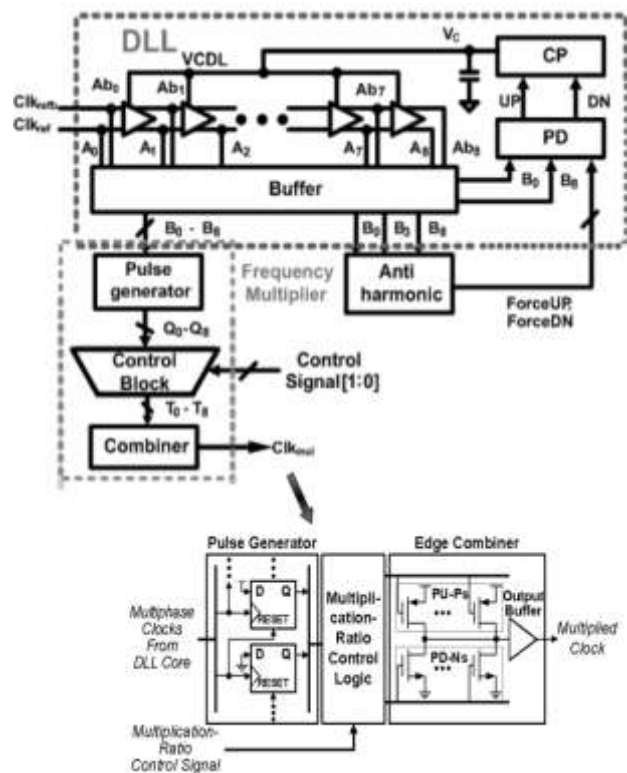 DLL
VC
CP
VCDL
Ab0
Ab1
Ab7
UP
DN
Clkrefb
Clkref
PD
A0
A1
A2
A7
A8
Ab8
Buffer
B0
B8
B0 - B8
B0
B3
B8
Pulse generator
Frequency Multiplier
Anti harmonic
ForceUP,
ForceDN
Q0-Q8
Control Block
Control
Signal[1:0]
T0 - T8
Combiner
Clkmul
Pulse Generator
Edge Combiner
D Q
RESET
PU-Ps
Output Buffer
Multiphase
Clocks
From
DLL Core
Multipli-
cation-
Ratio
Control
Logic
Multiplied
Clock
D Q
RESET
PD-Ns
Multiplication-
Ratio
Control Signal